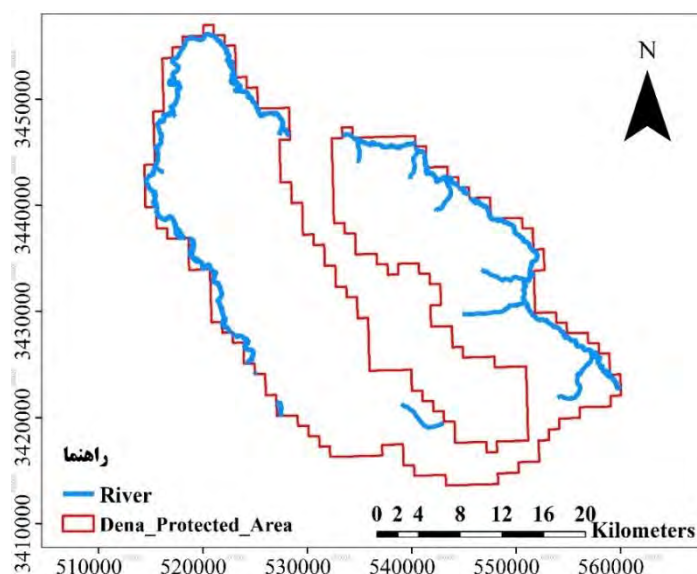 N
3450000
3440000
3430000
3420000
3410000
راهنما
River
Dena_Protected_Area
0 2 4 8 12 16 20
Kilometers
510000 520000 530000 540000 550000 560000